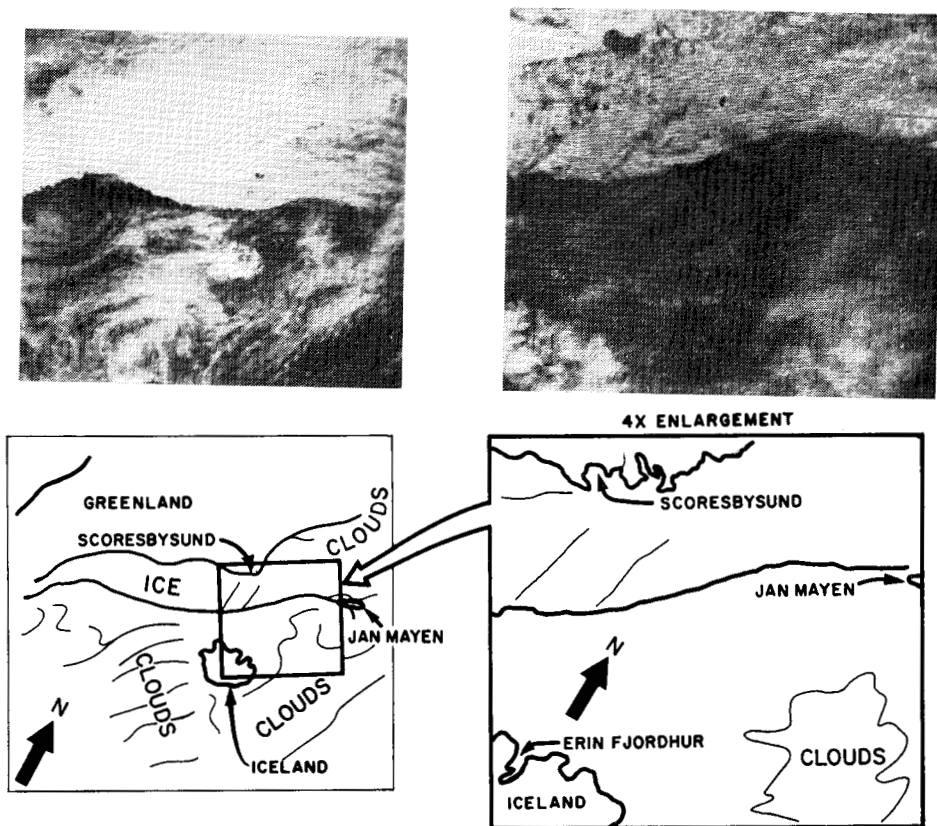 4X ENLARGEMENT
GREENLAND
SCORESBYSUND
CLOUDS
ICE
JAN MAYEN
CLOUDS
CLOUDS
N
ICELAND
SCORESBYSUND
JAN MAYEN
N
ERIN FJORDHUR
CLOUDS
ICELAND